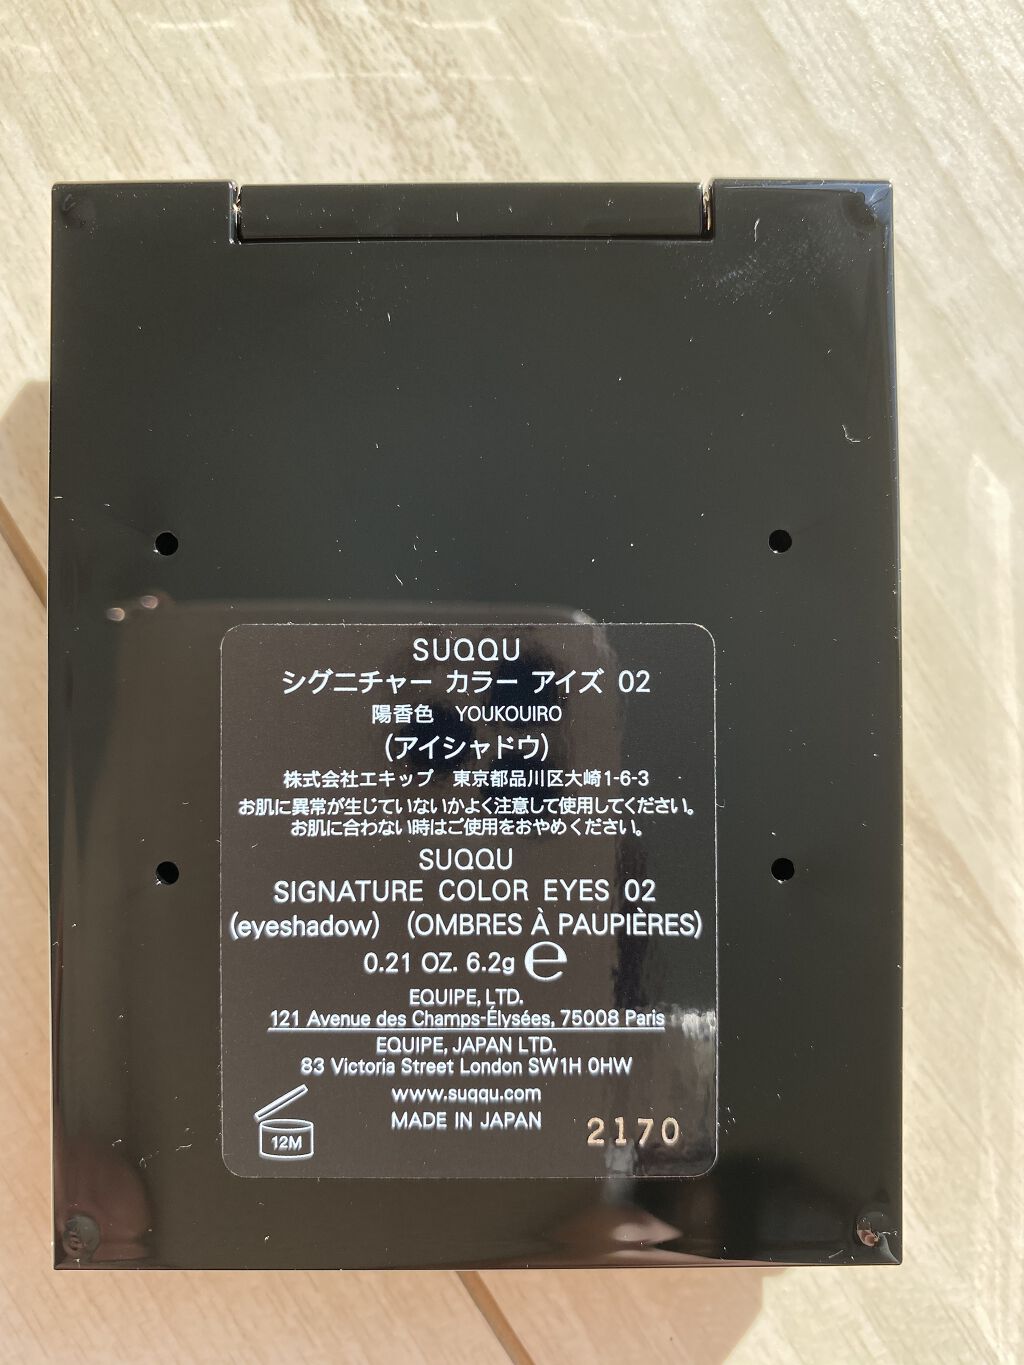 SUQQU
シグニチャー カラー アイズ 02
陽香色 YOUKOUIRO
(アイシャドウ)
株式会社エキップ 東京都品川区大崎1-6-3
お肌に異常が生じていないかよく注意して使用してください。
お肌に合わない時はご使用をおやめください。
SUQQU
SIGNATURE COLOR EYES 02
(eyeshadow) (OMBRES À PAUPIÈRES)
0.21 OZ. 6.2g ℮
EQUIPE, LTD.
121 Avenue des Champs-Élysées, 75008 Paris
EQUIPE, JAPAN LTD.
83 Victoria Street London SW1H 0HW
www.suqqu.com
MADE IN JAPAN
2170
12M